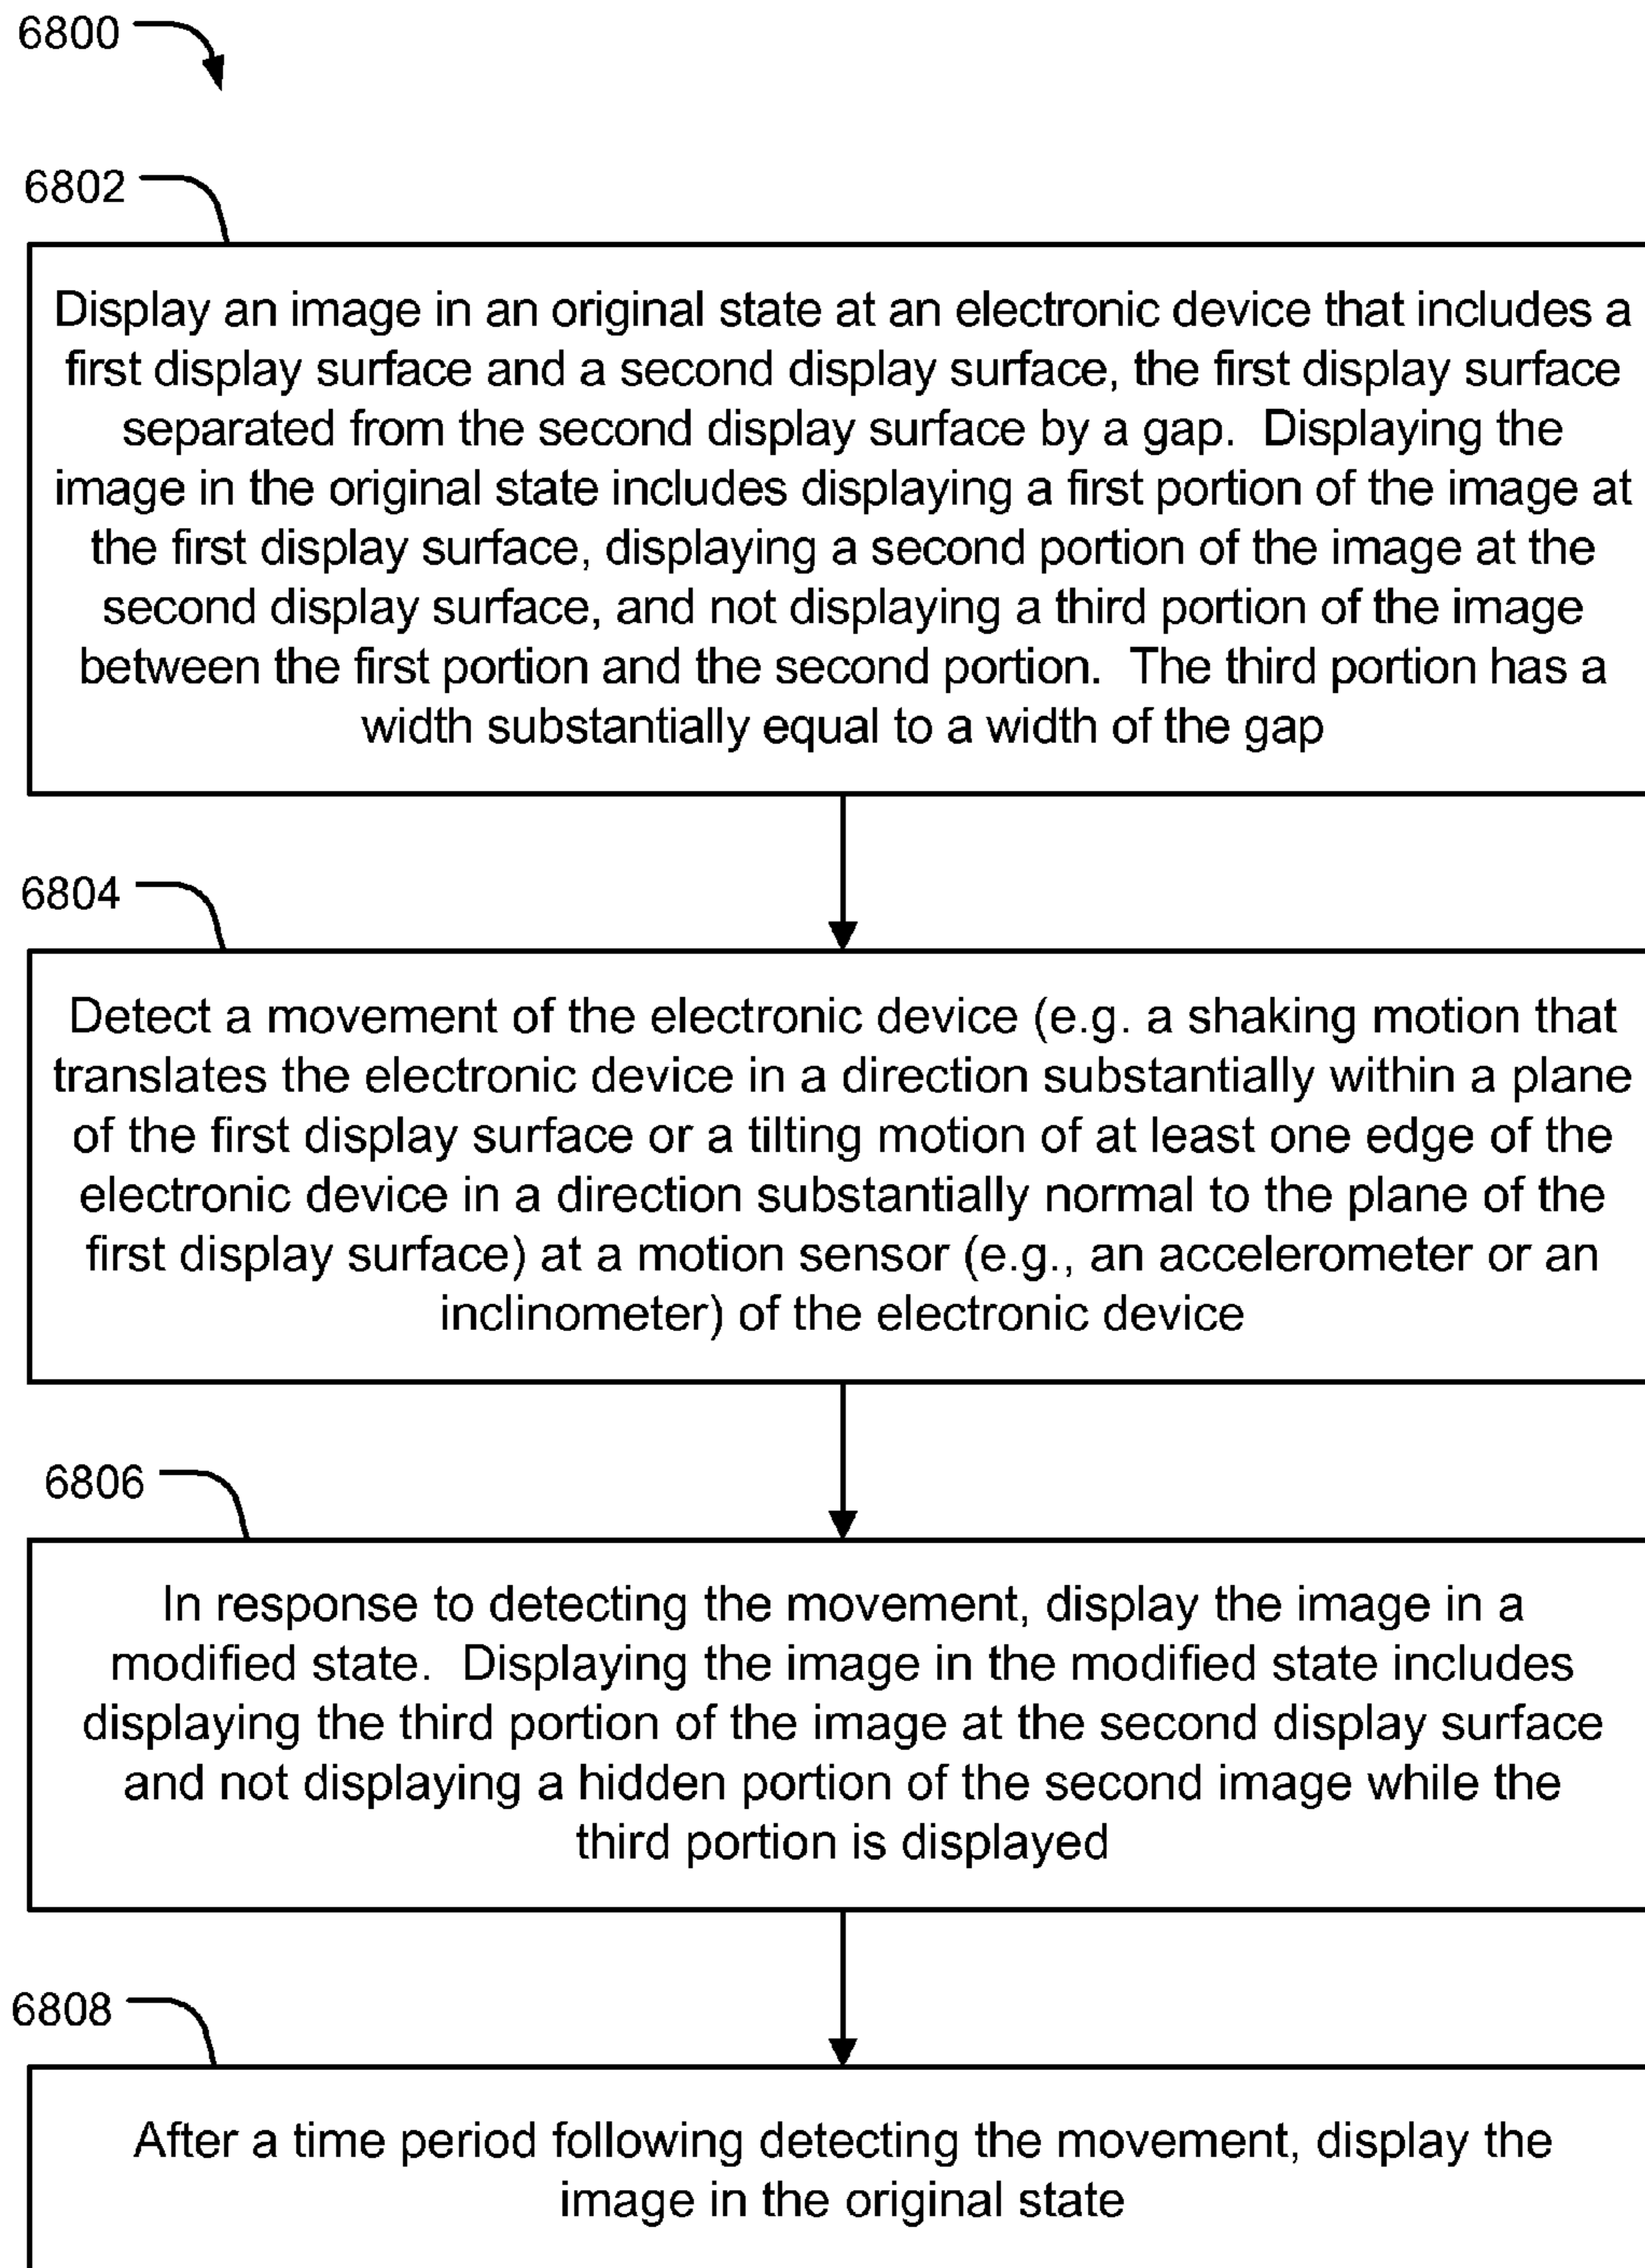 6800
6802
Display an image in an original state at an electronic device that includes a
first display surface and a second display surface, the first display surface
separated from the second display surface by a gap.  Displaying the
image in the original state includes displaying a first portion of the image at
the first display surface, displaying a second portion of the image at the
second display surface, and not displaying a third portion of the image
between the first portion and the second portion.  The third portion has a
width substantially equal to a width of the gap
6804
Detect a movement of the electronic device (e.g. a shaking motion that
translates the electronic device in a direction substantially within a plane
of the first display surface or a tilting motion of at least one edge of the
electronic device in a direction substantially normal to the plane of the
first display surface) at a motion sensor (e.g., an accelerometer or an
inclinometer) of the electronic device
6806
In response to detecting the movement, display the image in a
modified state.  Displaying the image in the modified state includes
displaying the third portion of the image at the second display surface
and not displaying a hidden portion of the second image while the
third portion is displayed
6808
After a time period following detecting the movement, display the
image in the original state